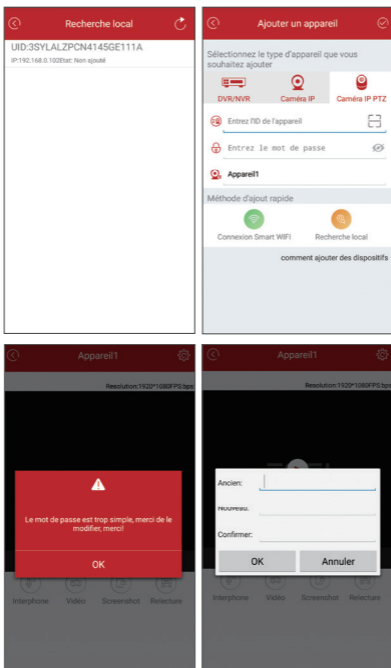 Recherche local
UID:3SYLALZPCN4145GE111A
IP:192.168.0.102Etat: Non ajouté
Ajouter un appareil
Sélectionnez le type d'appareil que vous
souhaitez ajouter
DVR/NVR
Caméra IP
Caméra IP PTZ
Entrez l'ID de l'appareil
Entrez le mot de passe
Appareil1
Méthode d'ajout rapide
Connexion Smart WIFI
Recherche local
comment ajouter des dispositifs
Appareil1
Resolution:1920*1080FPS/bps
Le mot de passe est trop simple, merci de le
modifier, merci!
OK
Interphone
Vidéo
Screenshot
Relecture
Appareil1
Resolution:1920*1080FPS/bps
Ancien:
Nouveau:
Confirmer:
OK
Annuler
Interphone
Vidéo
Screenshot
Relecture